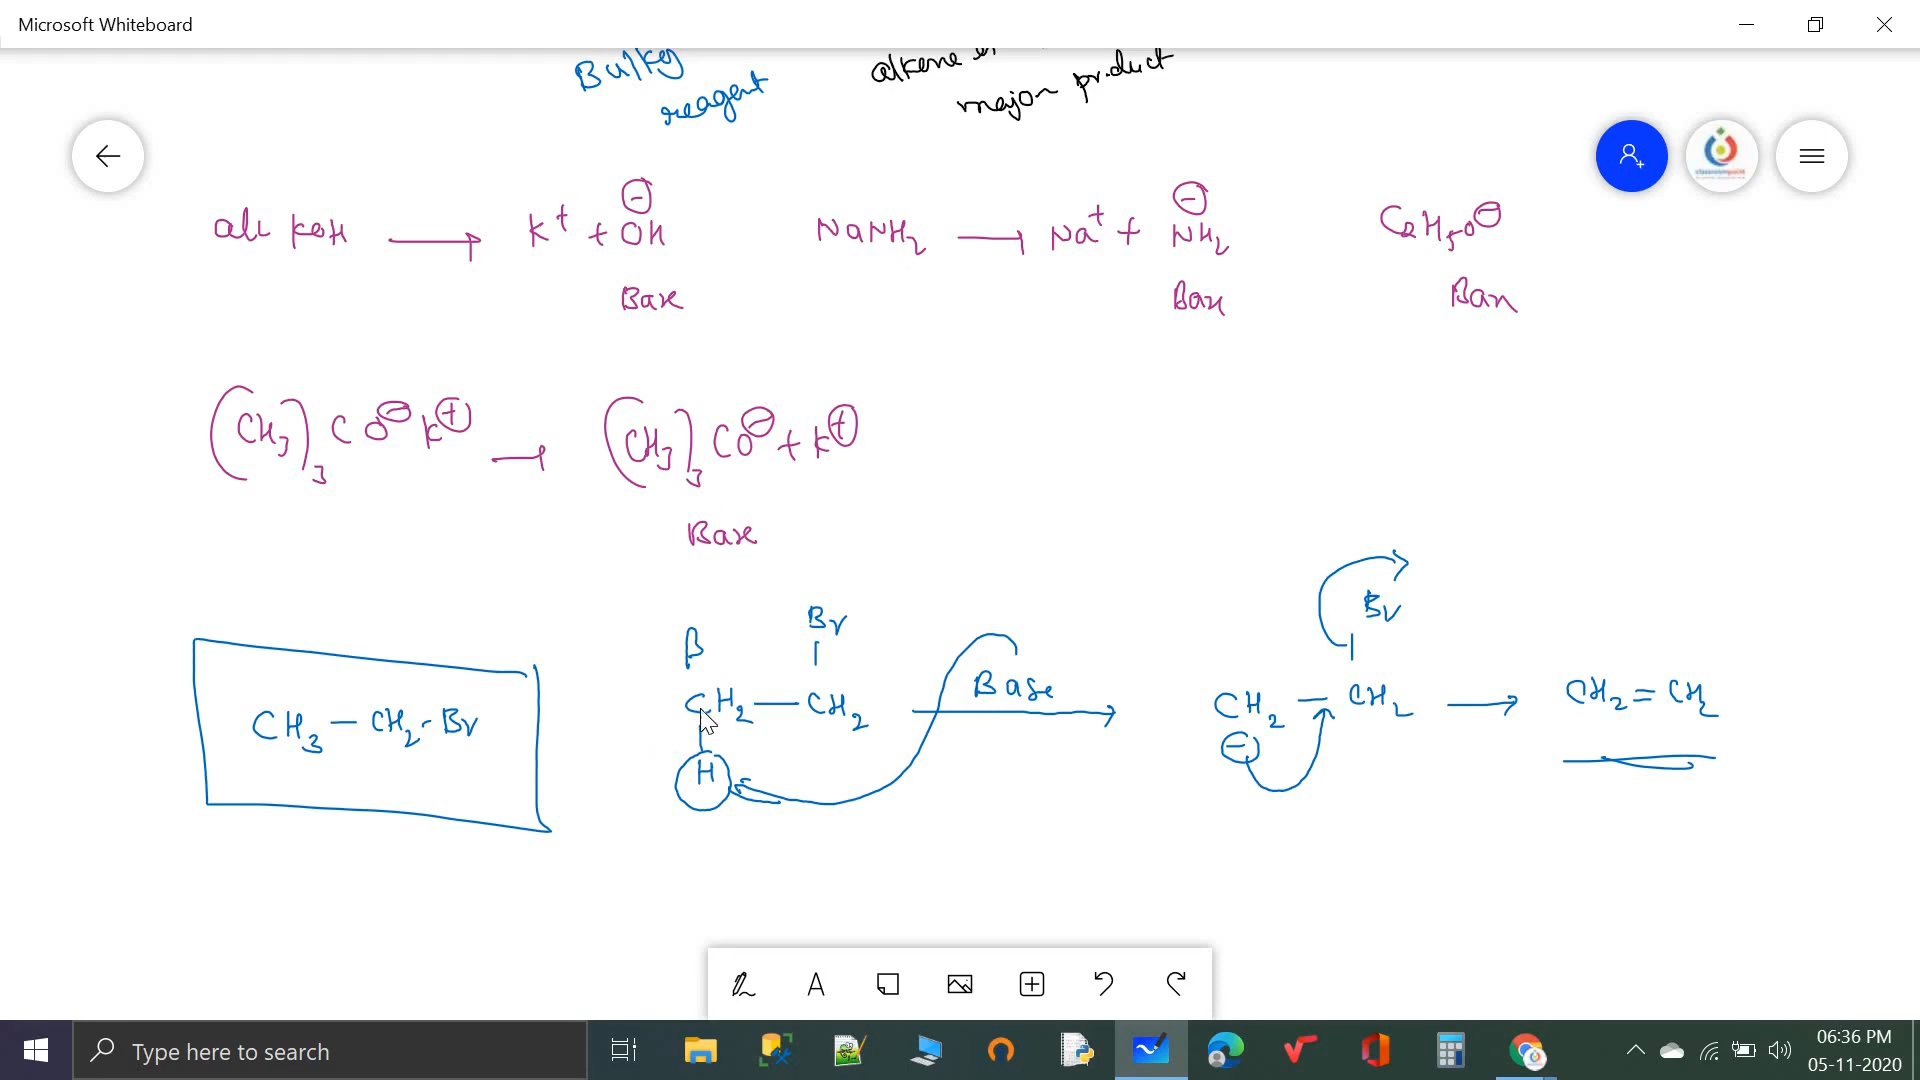 Microsoft Whiteboard
Bulky
reagent
alkene
major product
alc KOH ⟶ K⁺ + OH⊖
Base
NaNH₂ ⟶ Na⁺ + NH₂⊖
Base
C₂H₅O⊖
Base
(CH₃)₃CO⊖K⊕ ⟶ (CH₃)₃CO⊖ + K⊕
Base
CH₃ — CH₂ - Br
β Br
CH₂ — CH₂
H
Base
Br
CH₂ — CH₂ ⟶ CH₂ = CH₂
⊖
Type here to search
06:36 PM
05-11-2020